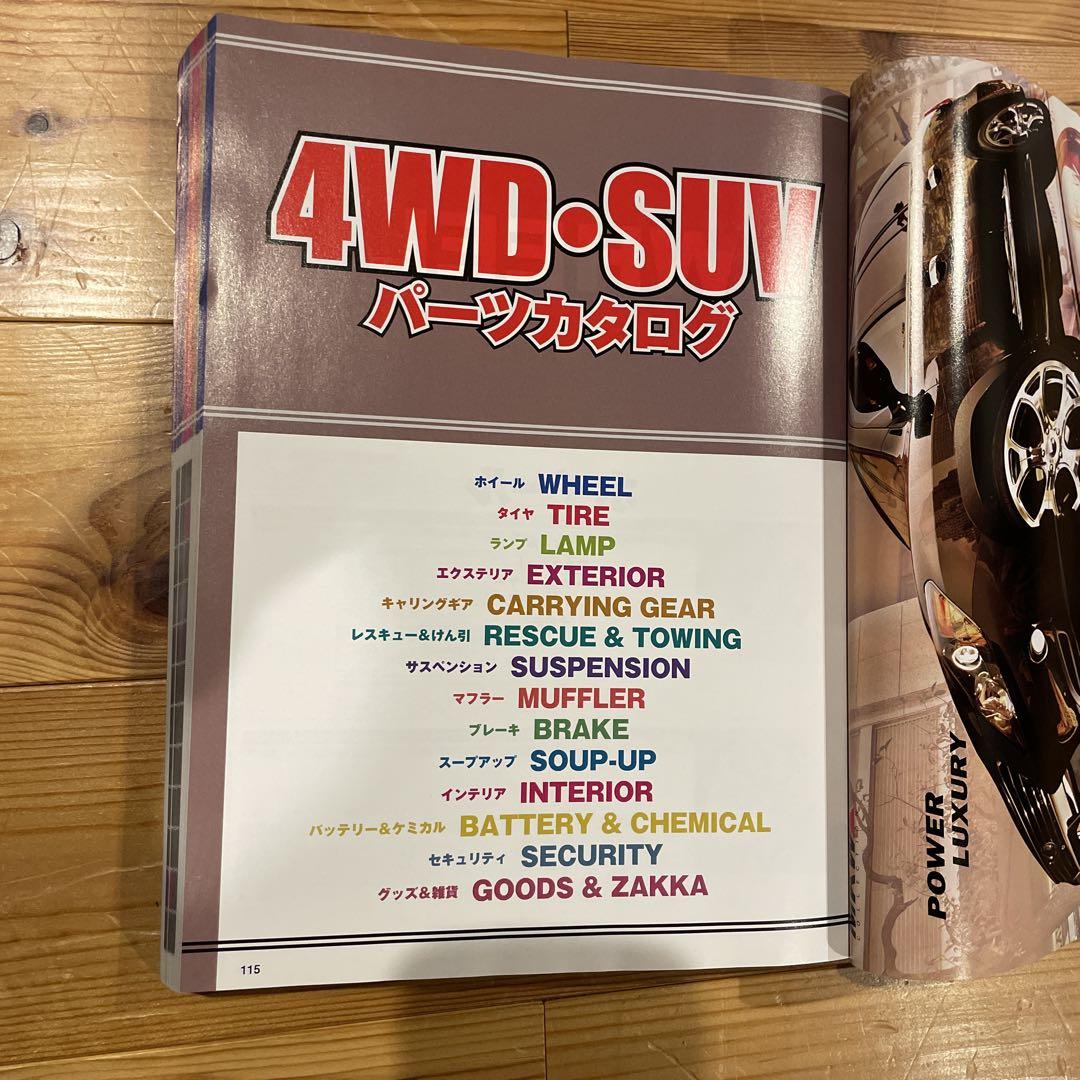 4WD•SUV
パーツカタログ
ホイール WHEEL
タイヤ TIRE
ランプ LAMP
エクステリア EXTERIOR
キャリングギア CARRYING GEAR
レスキュー&けん引 RESCUE & TOWING
サスペンション SUSPENSION
マフラー MUFFLER
ブレーキ BRAKE
スープアップ SOUP-UP
インテリア INTERIOR
バッテリー&ケミカル BATTERY & CHEMICAL
セキュリティ SECURITY
グッズ&雑貨 GOODS & ZAKKA
115
POWER
LUXURY